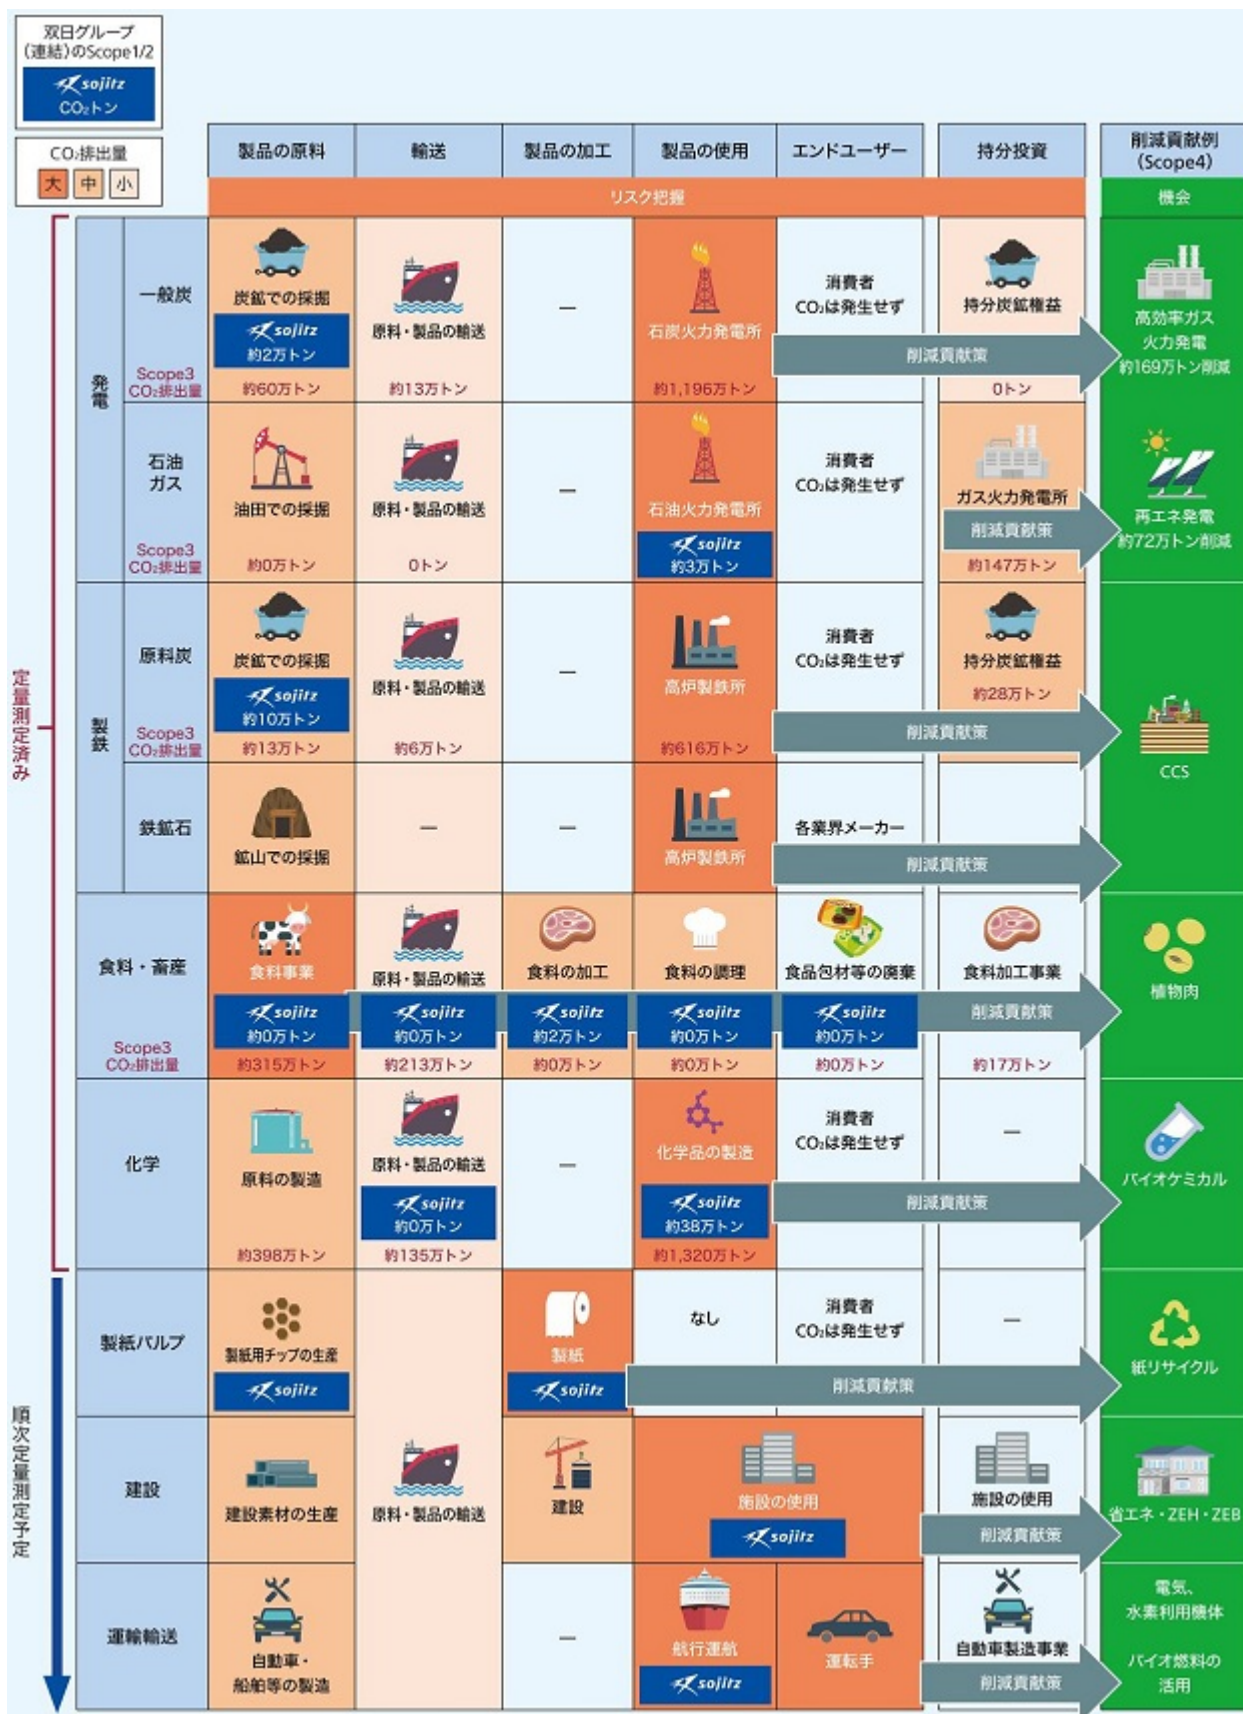 双日グループ
(連結)のScope1/2
sojitz
CO₂トン
CO₂排出量
大 中 小
製品の原料 輸送 製品の加工 製品の使用 エンドユーザー 持分投資 削減貢献例
(Scope4)
リスク把握 機会
定量測定済み
発電
一般炭
Scope3
CO₂排出量
炭鉱での採掘
sojitz
約2万トン
約60万トン
原料・製品の輸送
約13万トン
—
石炭火力発電所
約1,196万トン
消費者
CO₂は発生せず
持分炭鉱権益
0トン
削減貢献策
高効率ガス
火力発電
約169万トン削減
石油
ガス
Scope3
CO₂排出量
油田での採掘
約0万トン
原料・製品の輸送
0トン
—
石油火力発電所
sojitz
約3万トン
消費者
CO₂は発生せず
ガス火力発電所
削減貢献策
約147万トン
再エネ発電
約72万トン削減
製鉄
原料炭
Scope3
CO₂排出量
炭鉱での採掘
sojitz
約10万トン
約13万トン
原料・製品の輸送
約6万トン
—
高炉製鉄所
約616万トン
消費者
CO₂は発生せず
持分炭鉱権益
約28万トン
削減貢献策
CCS
鉄鉱石
鉱山での採掘
—
—
高炉製鉄所
各業界メーカー
削減貢献策
食料・畜産
Scope3
CO₂排出量
食料事業
sojitz
約0万トン
約315万トン
原料・製品の輸送
sojitz
約0万トン
約213万トン
食料の加工
sojitz
約2万トン
約0万トン
食料の調理
sojitz
約0万トン
約0万トン
食品包材等の廃棄
sojitz
約0万トン
約0万トン
食料加工事業
削減貢献策
約17万トン
植物肉
化学
原料の製造
約398万トン
原料・製品の輸送
sojitz
約0万トン
約135万トン
—
化学品の製造
sojitz
約38万トン
約1,320万トン
消費者
CO₂は発生せず
—
削減貢献策
バイオケミカル
順次定量測定予定
製紙パルプ
製紙用チップの生産
sojitz
製紙
sojitz
なし
消費者
CO₂は発生せず
—
削減貢献策
紙リサイクル
建設
建設素材の生産
原料・製品の輸送
建設
施設の使用
sojitz
施設の使用
削減貢献策
省エネ・ZEH・ZEB
運輸輸送
自動車・
船舶等の製造
—
航行運航
sojitz
運転手
自動車製造事業
削減貢献策
電気、
水素利用機体
バイオ燃料の
活用